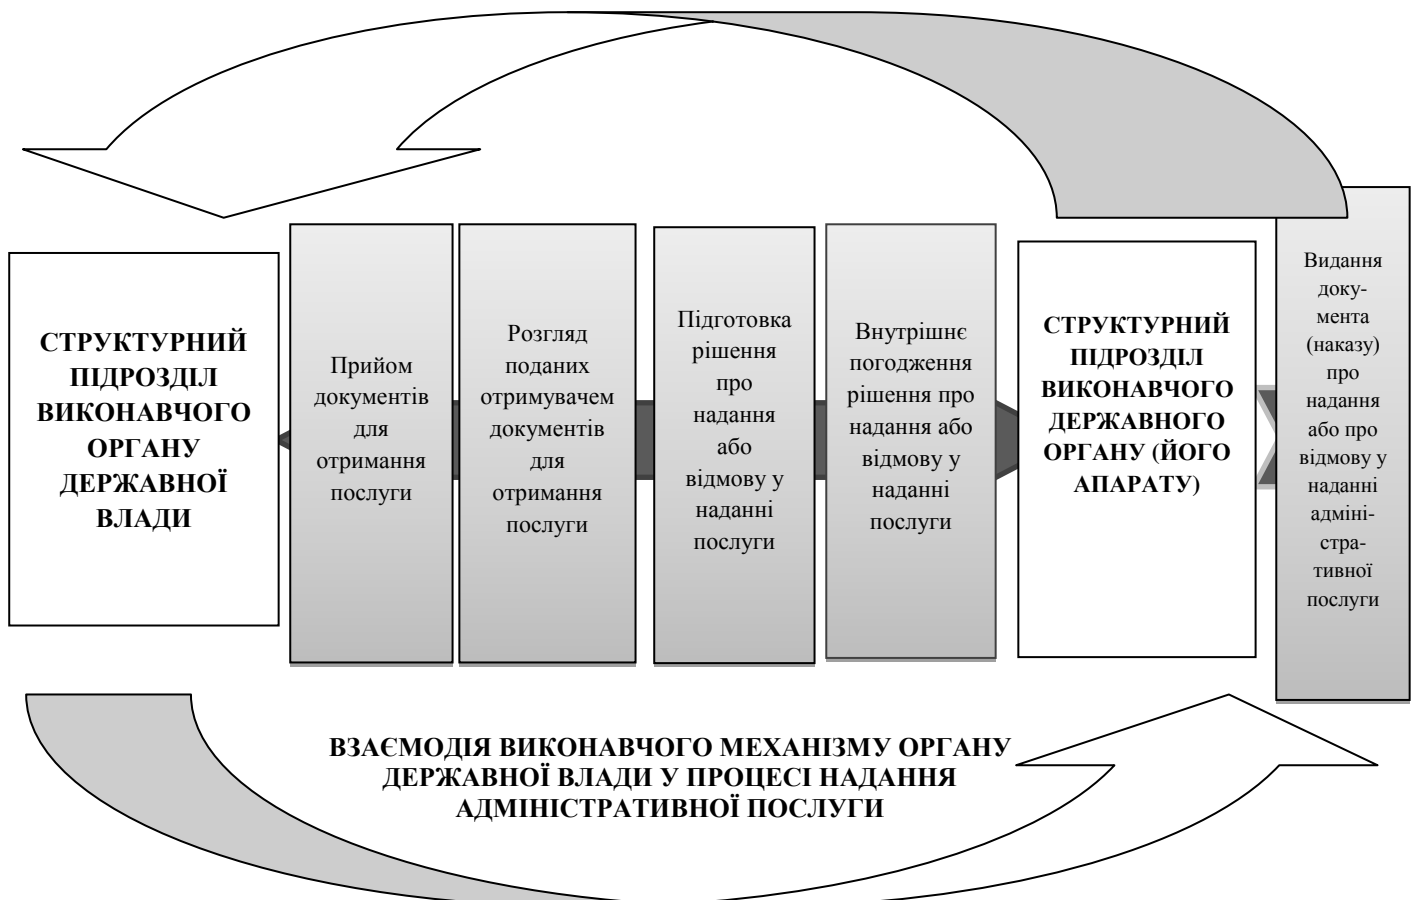 СТРУКТУРНИЙ
ПІДРОЗДІЛ
ВИКОНАВЧОГО
ОРГАНУ
ДЕРЖАВНОЇ
ВЛАДИ
Прийом
документів
для
отримання
послуги
Розгляд
поданих
отримувачем
документів
для
отримання
послуги
Підготовка
рішення
про
надання
або
відмову у
наданні
послуги
Внутрішнє
погодження
рішення про
надання або
відмову у
наданні
послуги
СТРУКТУРНИЙ
ПІДРОЗДІЛ
ВИКОНАВЧОГО
ДЕРЖАВНОГО
ОРГАНУ (ЙОГО
АПАРАТУ)
Видання
доку-
мента
(наказу)
про
надання
або про
відмову у
наданні
адміні-
стра-
тивної
послуги
ВЗАЄМОДІЯ ВИКОНАВЧОГО МЕХАНІЗМУ ОРГАНУ
ДЕРЖАВНОЇ ВЛАДИ У ПРОЦЕСІ НАДАННЯ
АДМІНІСТРАТИВНОЇ ПОСЛУГИ